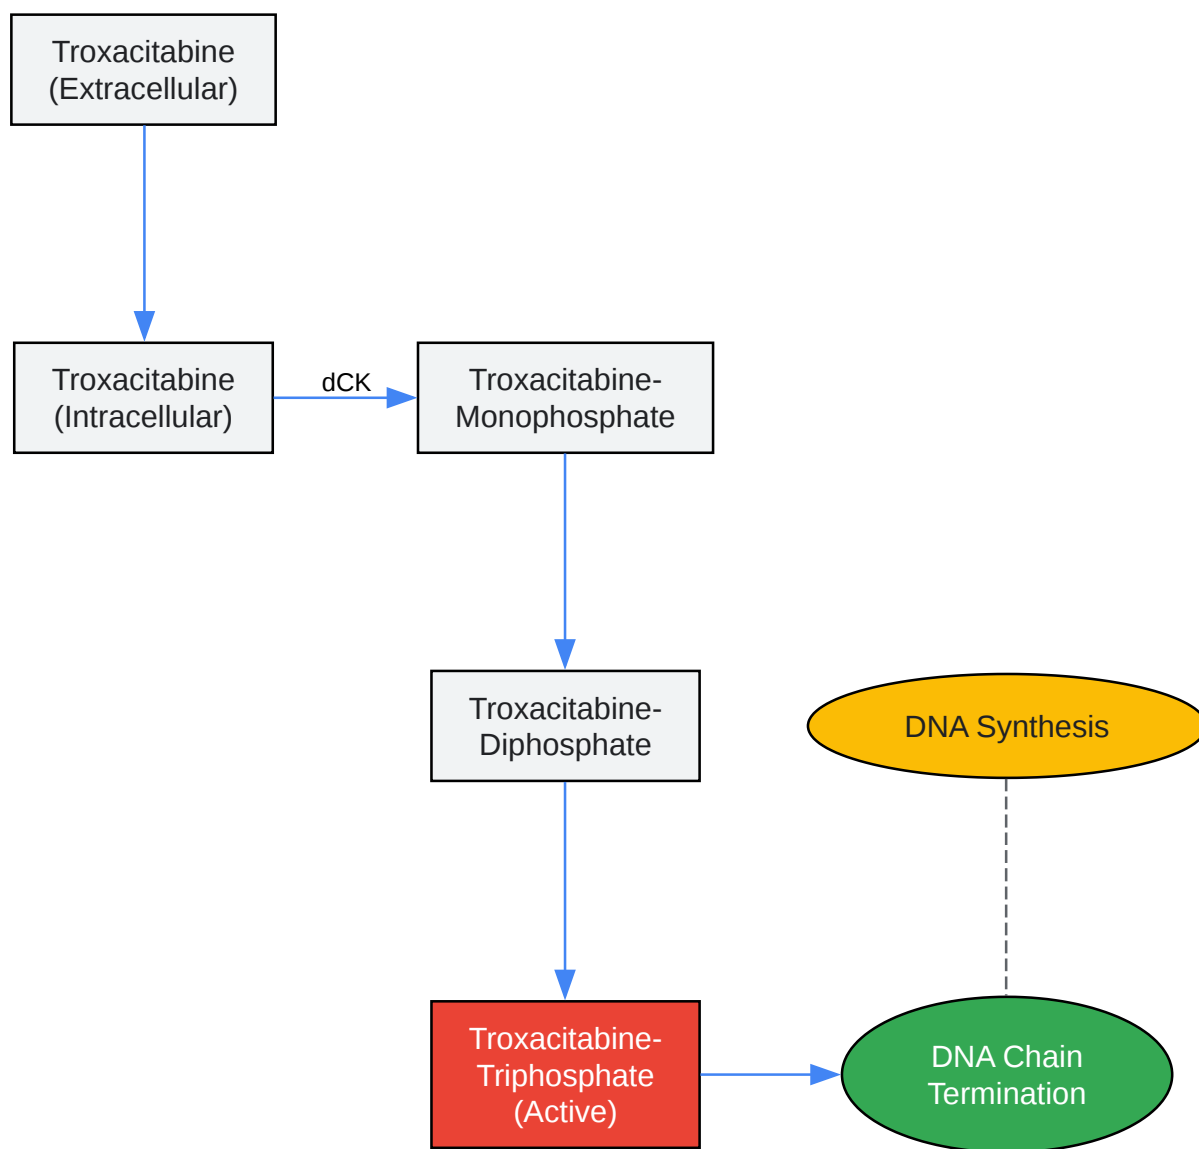 Troxacitabine
(Extracellular)
Troxacitabine
(Intracellular)
dCK
Troxacitabine-
Monophosphate
Troxacitabine-
Diphosphate
DNA Synthesis
Troxacitabine-
Triphosphate
(Active)
DNA Chain
Termination